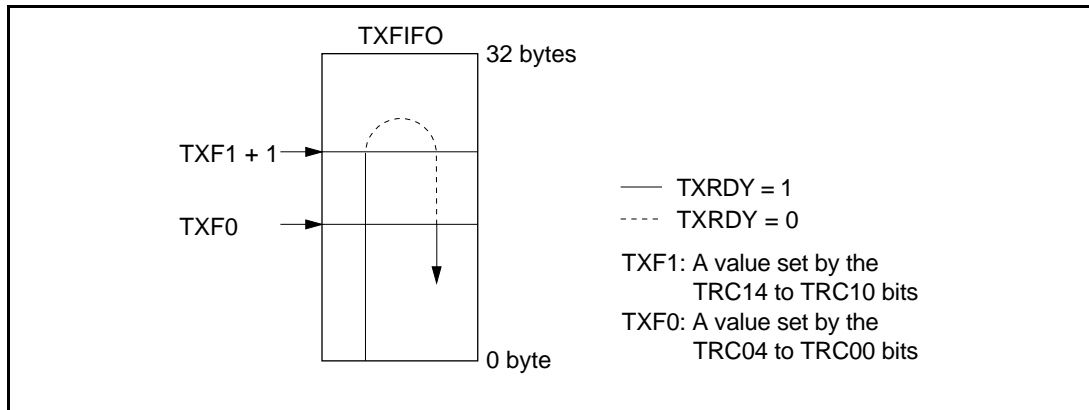 TXFIFO
32 bytes
TXF1 + 1
TXF0
0 byte
TXRDY = 1
TXRDY = 0
TXF1: A value set by the
TRC14 to TRC10 bits
TXF0: A value set by the
TRC04 to TRC00 bits